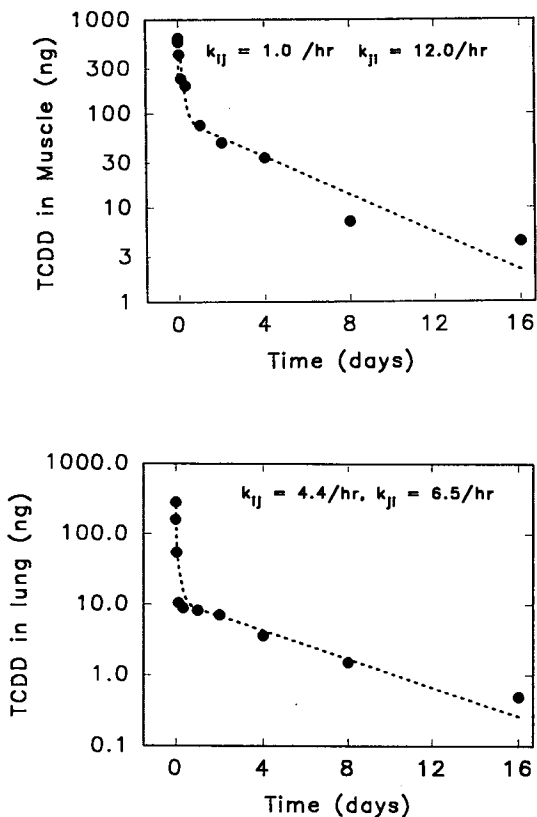 TCDD in Muscle (ng)
1000
300
100
30
10
3
1
k_ij = 1.0 /hr k_ji = 12.0/hr
0 4 8 12 16
Time (days)
TCDD in lung (ng)
1000.0
100.0
10.0
1.0
0.1
k_ij = 4.4/hr, k_ji = 6.5/hr
0 4 8 12 16
Time (days)